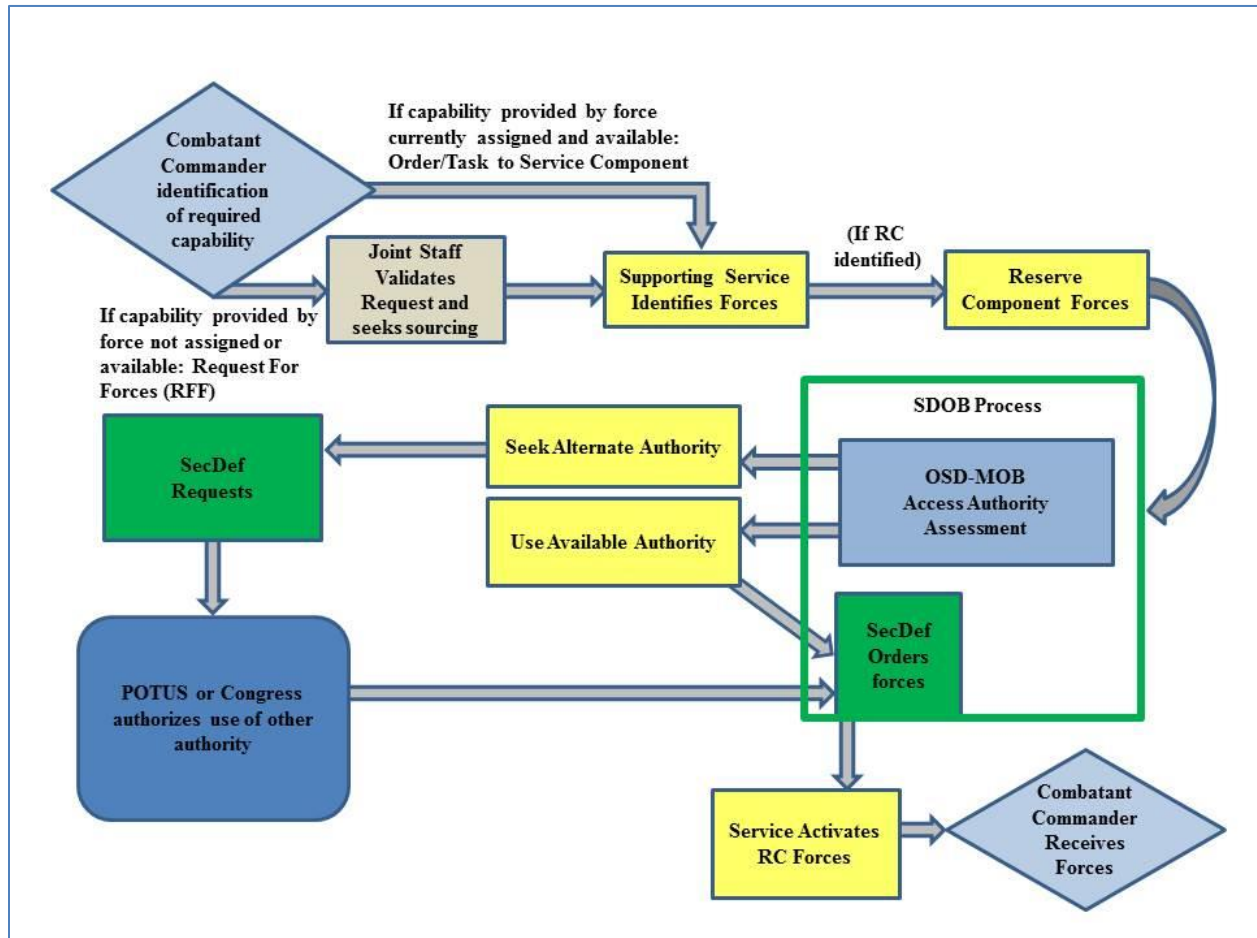 Combatant
Commander
identification
of required
capability
If capability provided by force
currently assigned and available:
Order/Task to Service Component
If capability provided by
force not assigned or
available: Request For
Forces (RFF)
Joint Staff
Validates
Request and
seeks sourcing
Supporting Service
Identifies Forces
(If RC
identified)
Reserve
Component Forces
SDOB Process
OSD-MOB
Access Authority
Assessment
Seek Alternate Authority
Use Available Authority
SecDef
Requests
POTUS or Congress
authorizes use of other
authority
SecDef
Orders
forces
Service Activates
RC Forces
Combatant
Commander
Receives
Forces